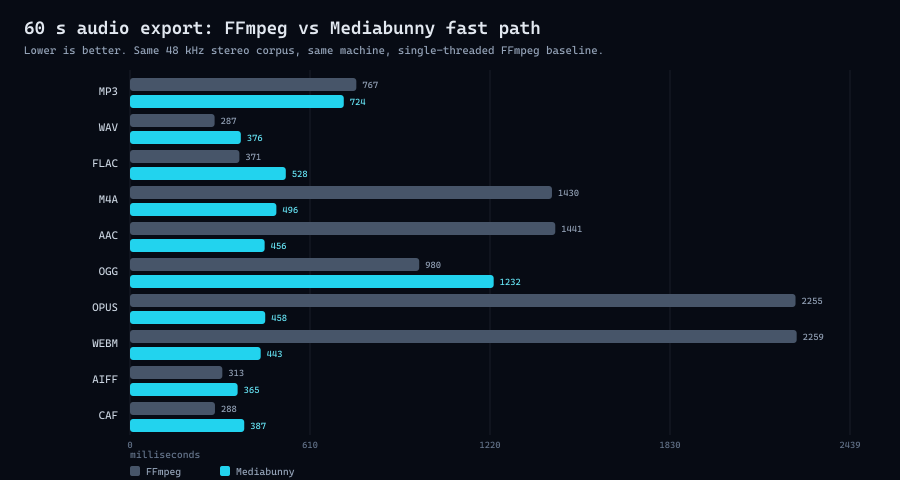 60 s audio export: FFmpeg vs Mediabunny fast path
Lower is better. Same 48 kHz stereo corpus, same machine, single-threaded FFmpeg baseline.
MP3
767
724
WAV
287
376
FLAC
371
528
M4A
1430
496
AAC
1441
456
OGG
980
1232
OPUS
2255
458
WEBM
2259
443
AIFF
313
365
CAF
288
387
0 610 1220 1830 2439
milliseconds
FFmpeg Mediabunny